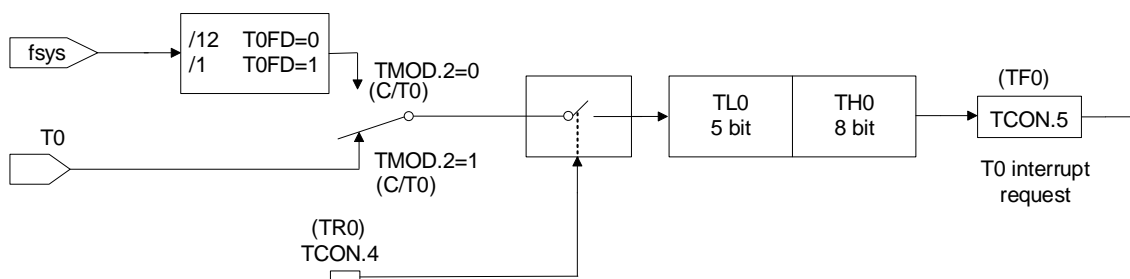 fsys
/12 T0FD=0
/1 T0FD=1
TMOD.2=0
(C/T0)
T0
TMOD.2=1
(C/T0)
(TR0)
TCON.4
TL0
5 bit
TH0
8 bit
(TF0)
TCON.5
T0 interrupt
request